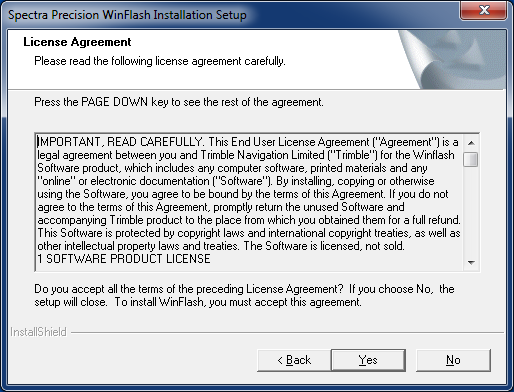 Spectra Precision WinFlash Installation Setup
License Agreement
Please read the following license agreement carefully.
Press the PAGE DOWN key to see the rest of the agreement.
IMPORTANT, READ CAREFULLY. This End User License Agreement ("Agreement") is a
legal agreement between you and Trimble Navigation Limited ("Trimble") for the Winflash
Software product, which includes any computer software, printed materials and any
"online" or electronic documentation ("Software"). By installing, copying or otherwise
using the Software, you agree to be bound by the terms of this Agreement. If you do not
agree to the terms of this Agreement, promptly return the unused Software and
accompanying Trimble product to the place from which you obtained them for a full refund.
This Software is protected by copyright laws and international copyright treaties, as well as
other intellectual property laws and treaties. The Software is licensed, not sold.
1 SOFTWARE PRODUCT LICENSE
Do you accept all the terms of the preceding License Agreement? If you choose No, the
setup will close. To install WinFlash, you must accept this agreement.
InstallShield
< Back
Yes
No